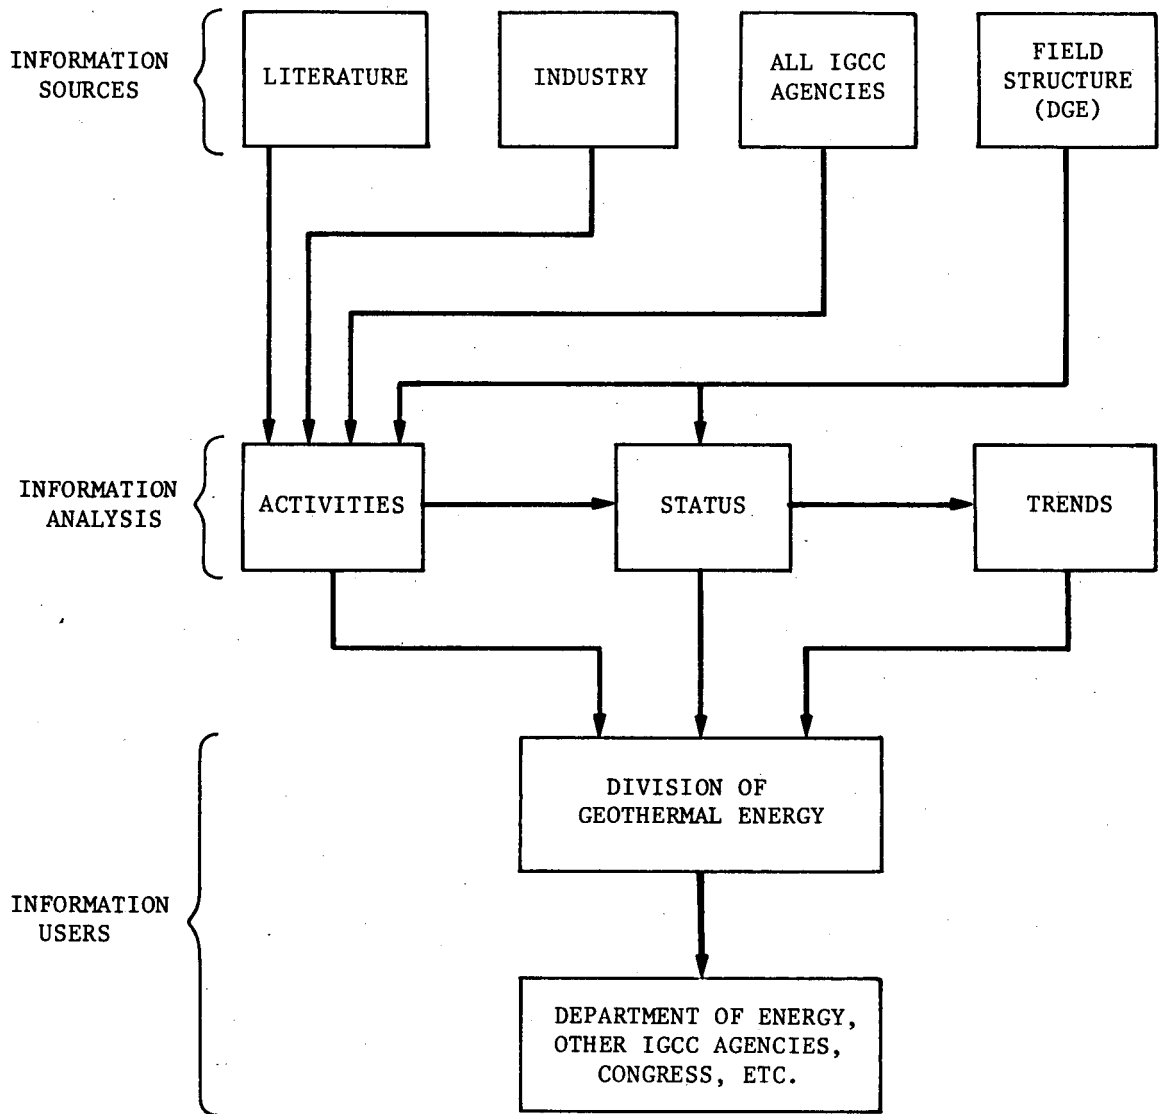 INFORMATION
SOURCES
LITERATURE
INDUSTRY
ALL IGCC
AGENCIES
FIELD
STRUCTURE
(DGE)
INFORMATION
ANALYSIS
ACTIVITIES
STATUS
TRENDS
INFORMATION
USERS
DIVISION OF
GEOTHERMAL ENERGY
DEPARTMENT OF ENERGY,
OTHER IGCC AGENCIES,
CONGRESS, ETC.